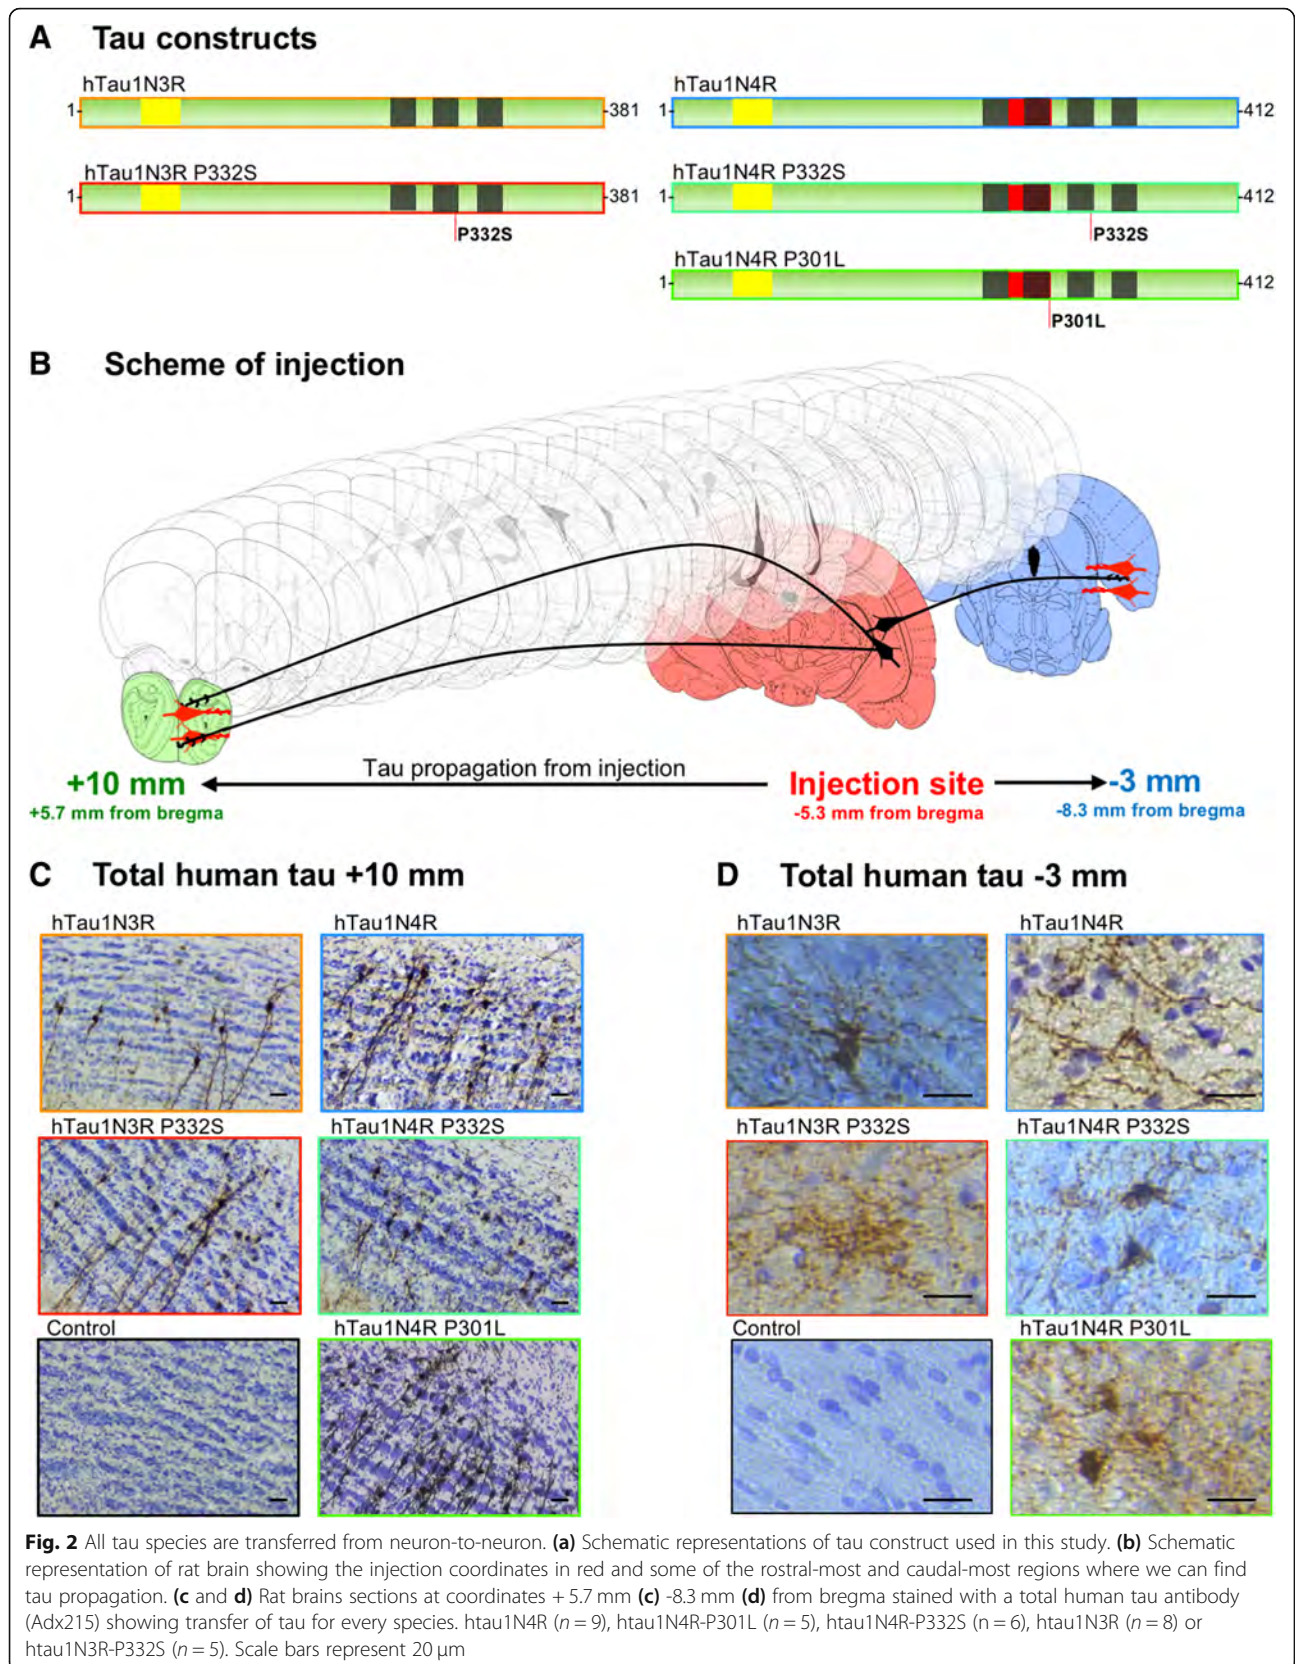 A Tau constructs
hTau1N3R
1- -381
hTau1N4R
1- -412
hTau1N3R P332S
1- -381
P332S
hTau1N4R P332S
1- -412
P332S
hTau1N4R P301L
1- -412
P301L
B Scheme of injection
Tau propagation from injection
+10 mm
+5.7 mm from bregma
Injection site
-5.3 mm from bregma
-3 mm
-8.3 mm from bregma
C Total human tau +10 mm
hTau1N3R
hTau1N4R
hTau1N3R P332S
hTau1N4R P332S
Control
hTau1N4R P301L
D Total human tau -3 mm
hTau1N3R
hTau1N4R
hTau1N3R P332S
hTau1N4R P332S
Control
hTau1N4R P301L
Fig. 2 All tau species are transferred from neuron-to-neuron. (a) Schematic representations of tau construct used in this study. (b) Schematic
representation of rat brain showing the injection coordinates in red and some of the rostral-most and caudal-most regions where we can find
tau propagation. (c and d) Rat brains sections at coordinates + 5.7 mm (c) -8.3 mm (d) from bregma stained with a total human tau antibody
(Adx215) showing transfer of tau for every species. htau1N4R (n = 9), htau1N4R-P301L (n = 5), htau1N4R-P332S (n = 6), htau1N3R (n = 8) or
htau1N3R-P332S (n = 5). Scale bars represent 20 μm